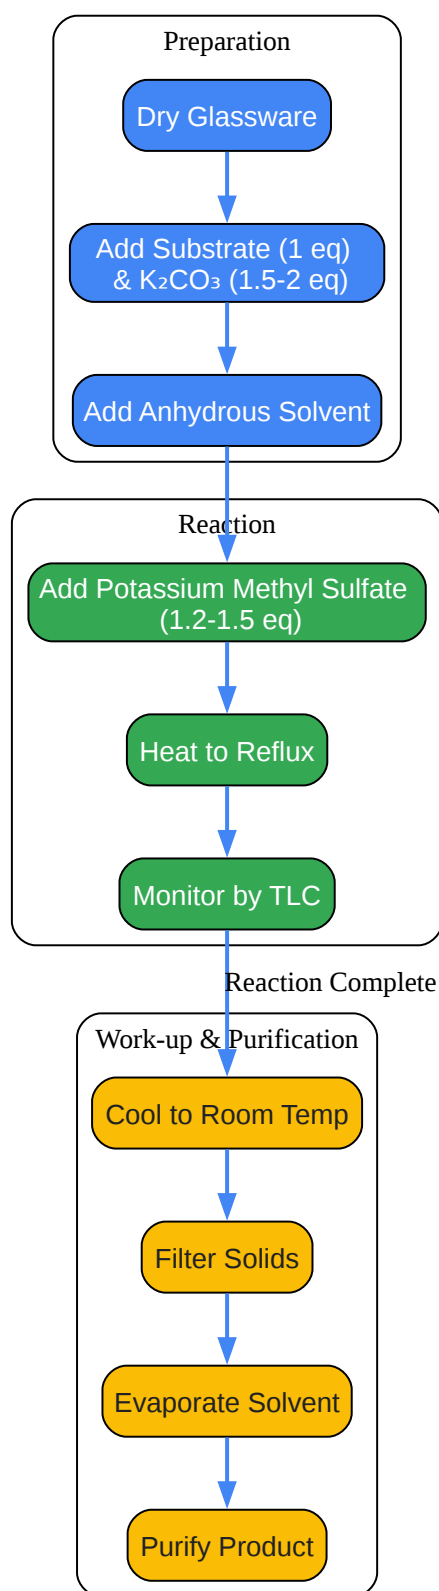 Preparation
Dry Glassware
Add Substrate (1 eq)
& K₂CO₃ (1.5-2 eq)
Add Anhydrous Solvent
Reaction
Add Potassium Methyl Sulfate
(1.2-1.5 eq)
Heat to Reflux
Monitor by TLC
Reaction Complete
Work-up & Purification
Cool to Room Temp
Filter Solids
Evaporate Solvent
Purify Product